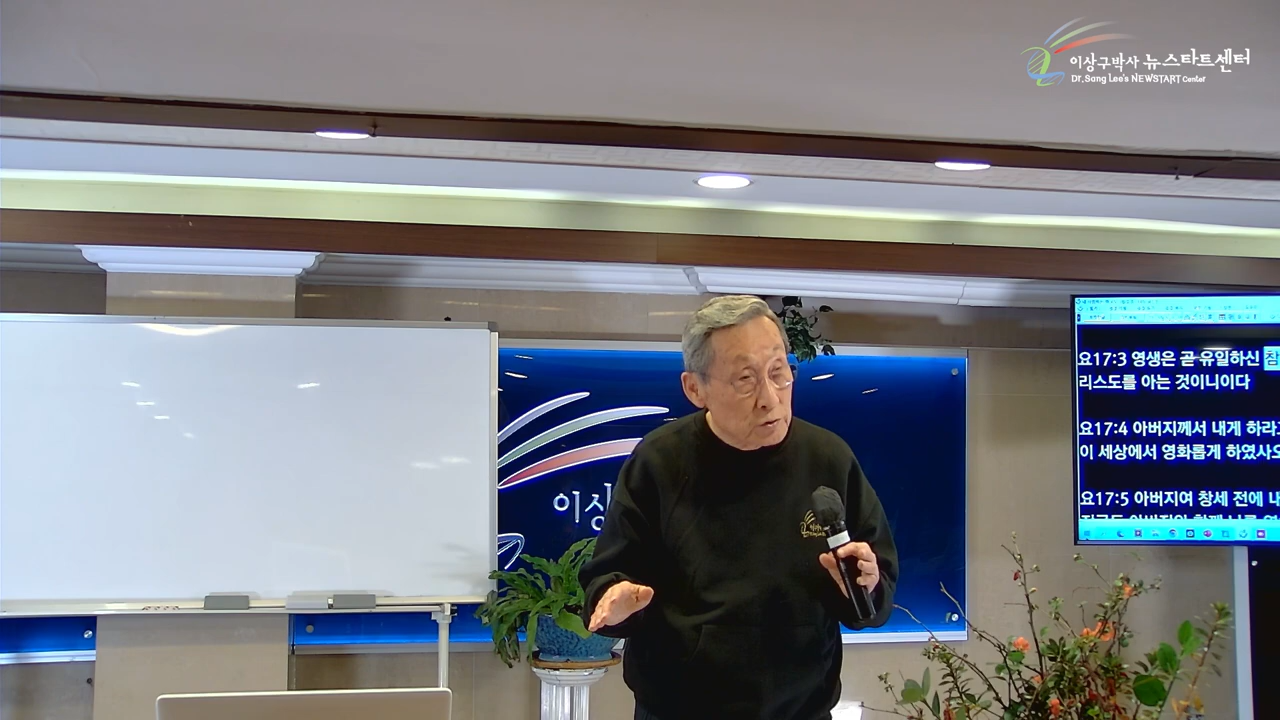 이상구박사 뉴스타트센터
Dr. Sang Lee's NEWSTART Center
이상
요17:3 영생은 곧 유일하신 참
리스도를 아는 것이니이다
요17:4 아버지께서 내게 하라고
이 세상에서 영화롭게 하였사오
요17:5 아버지여 창세 전에 내